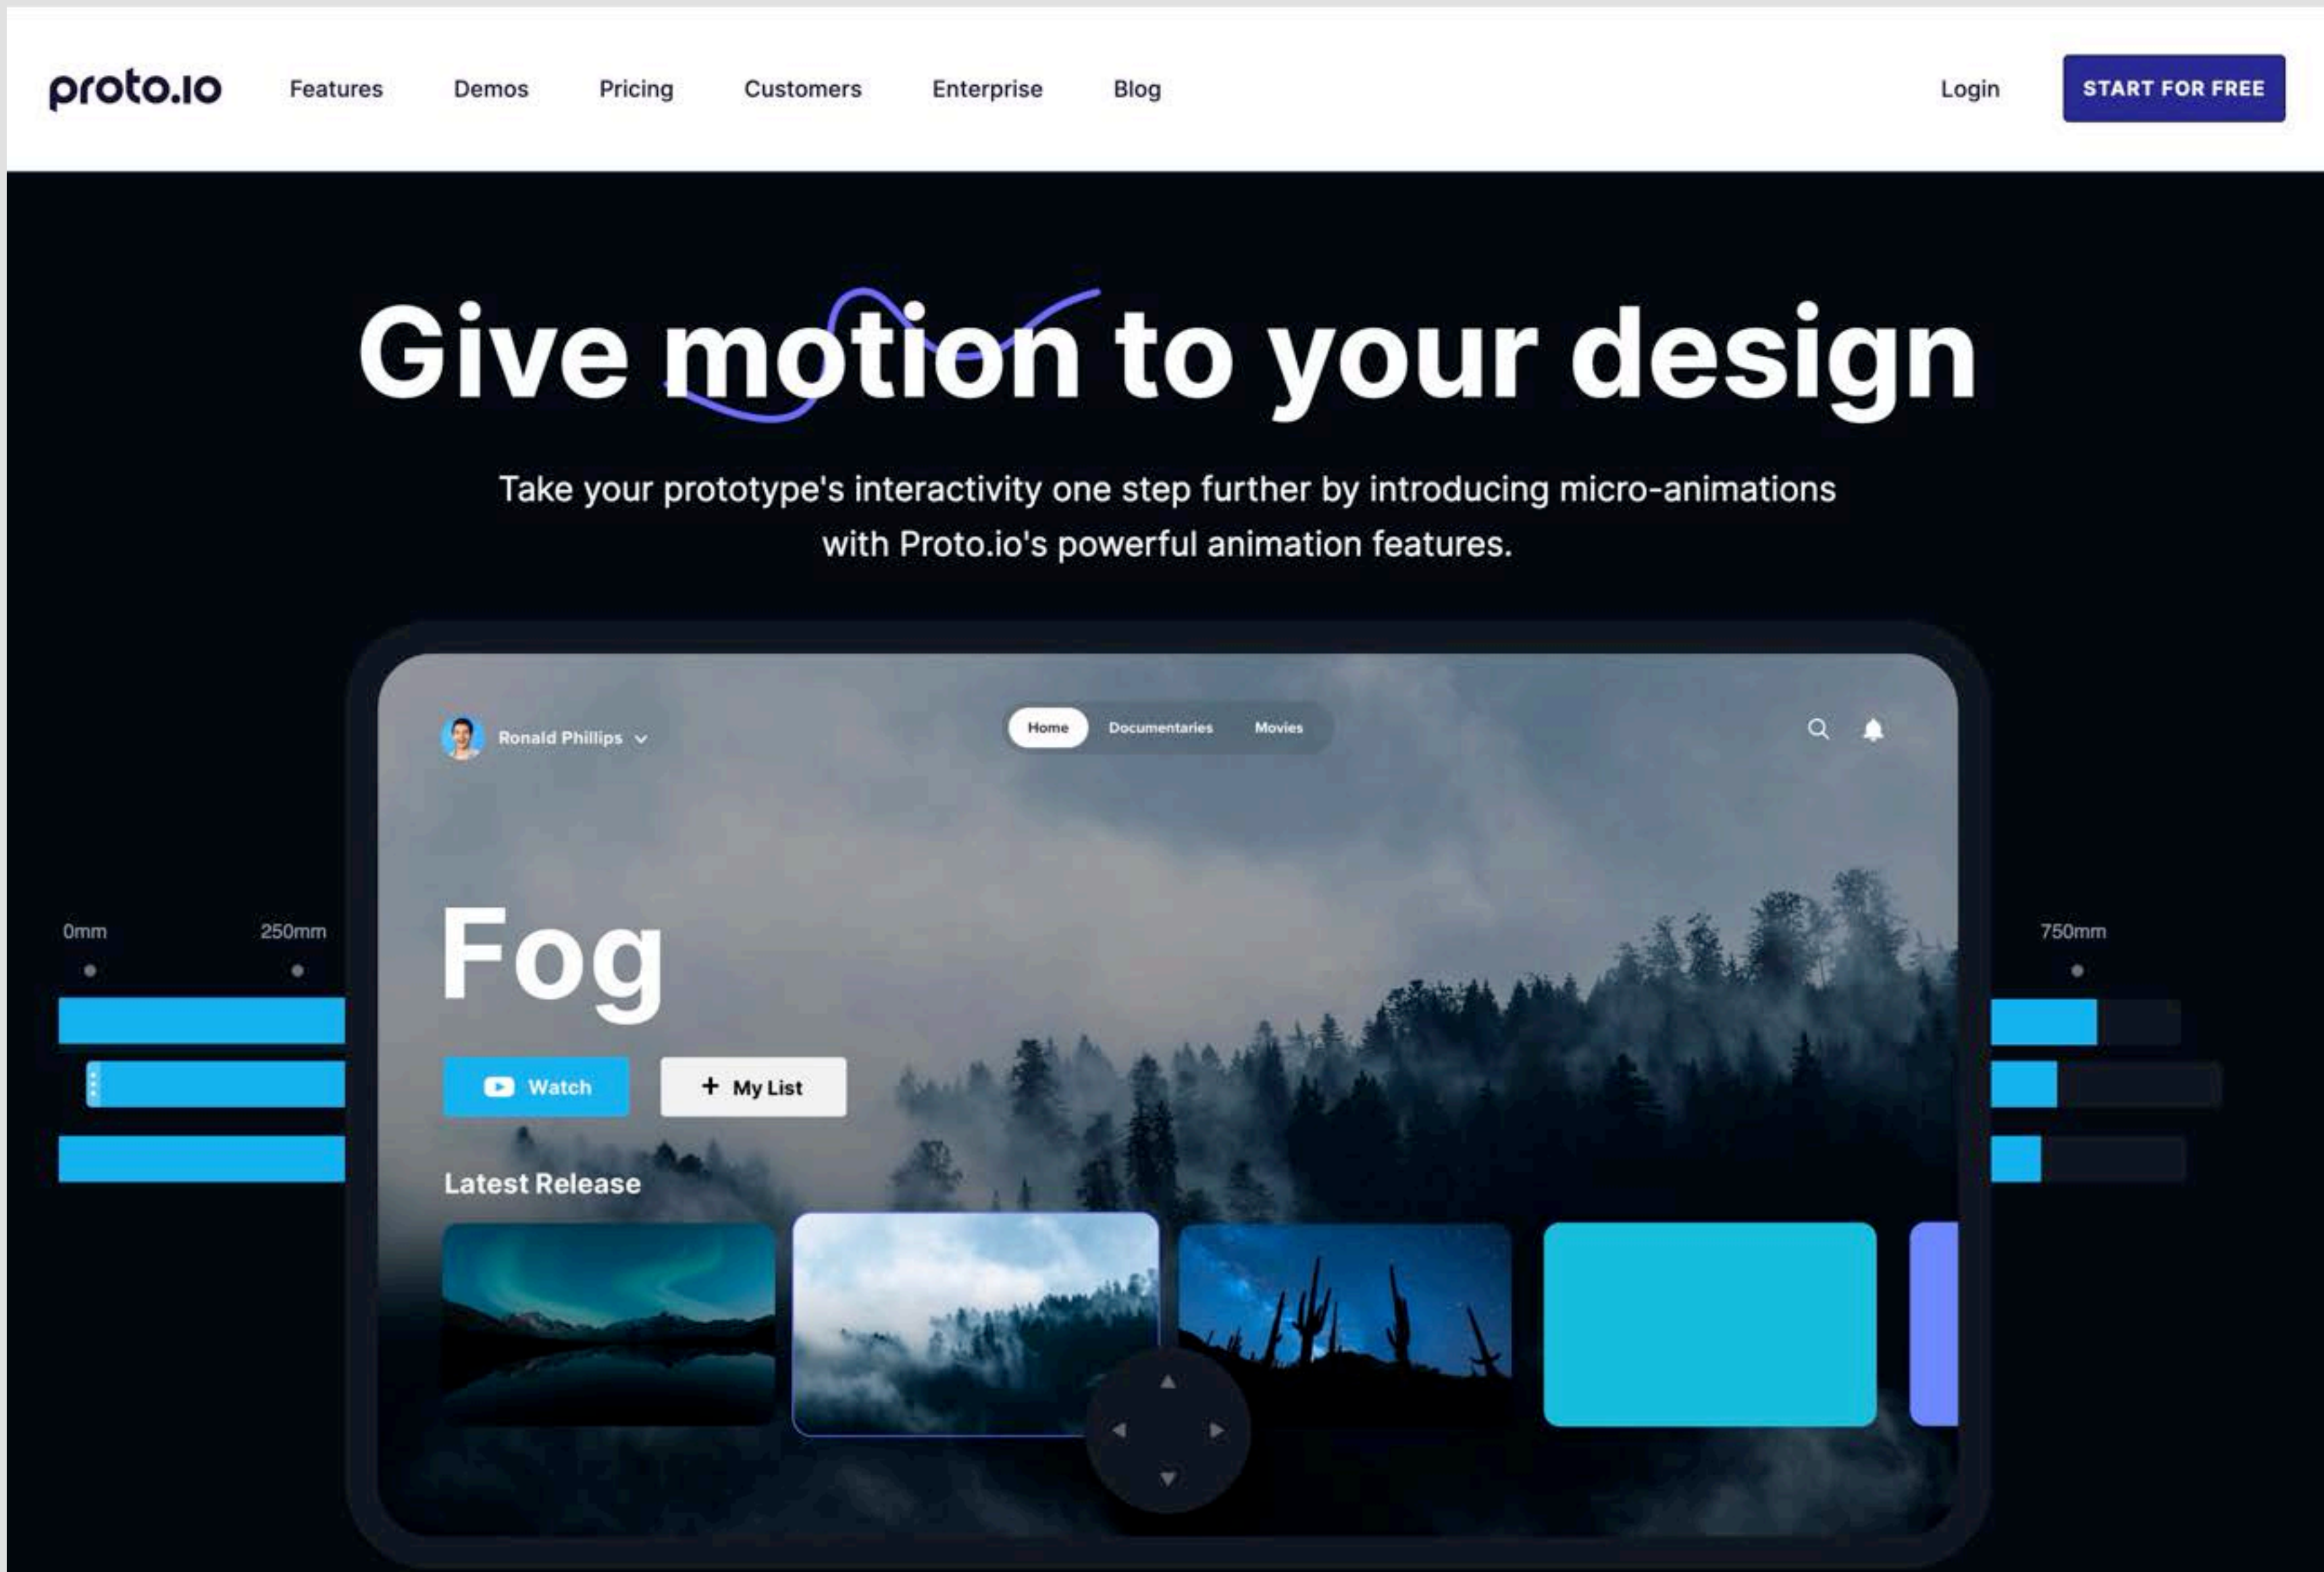 proto.io
Features
Demos
Pricing
Customers
Enterprise
Blog
Login
START FOR FREE
Give motion to your design
Take your prototype's interactivity one step further by introducing micro-animations
with Proto.io's powerful animation features.
Ronald Phillips
Home
Documentaries
Movies
0mm
250mm
750mm
Fog
Watch
+ My List
Latest Release